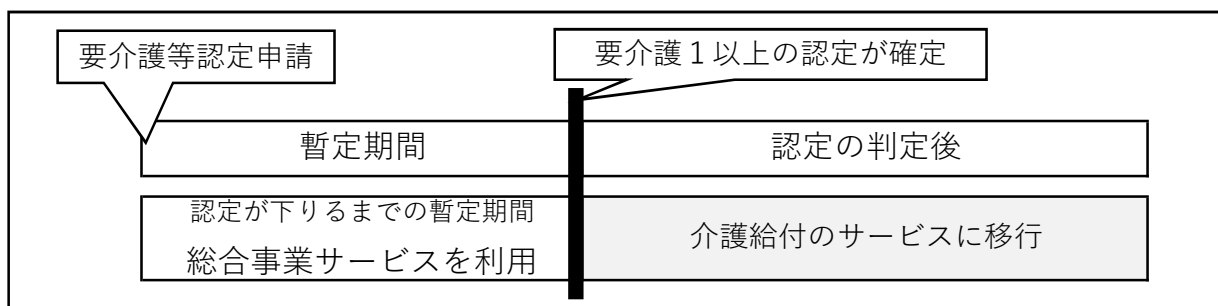 要介護等認定申請
要介護１以上の認定が確定
暫定期間
認定の判定後
認定が下りるまでの暫定期間
総合事業サービスを利用
介護給付のサービスに移行